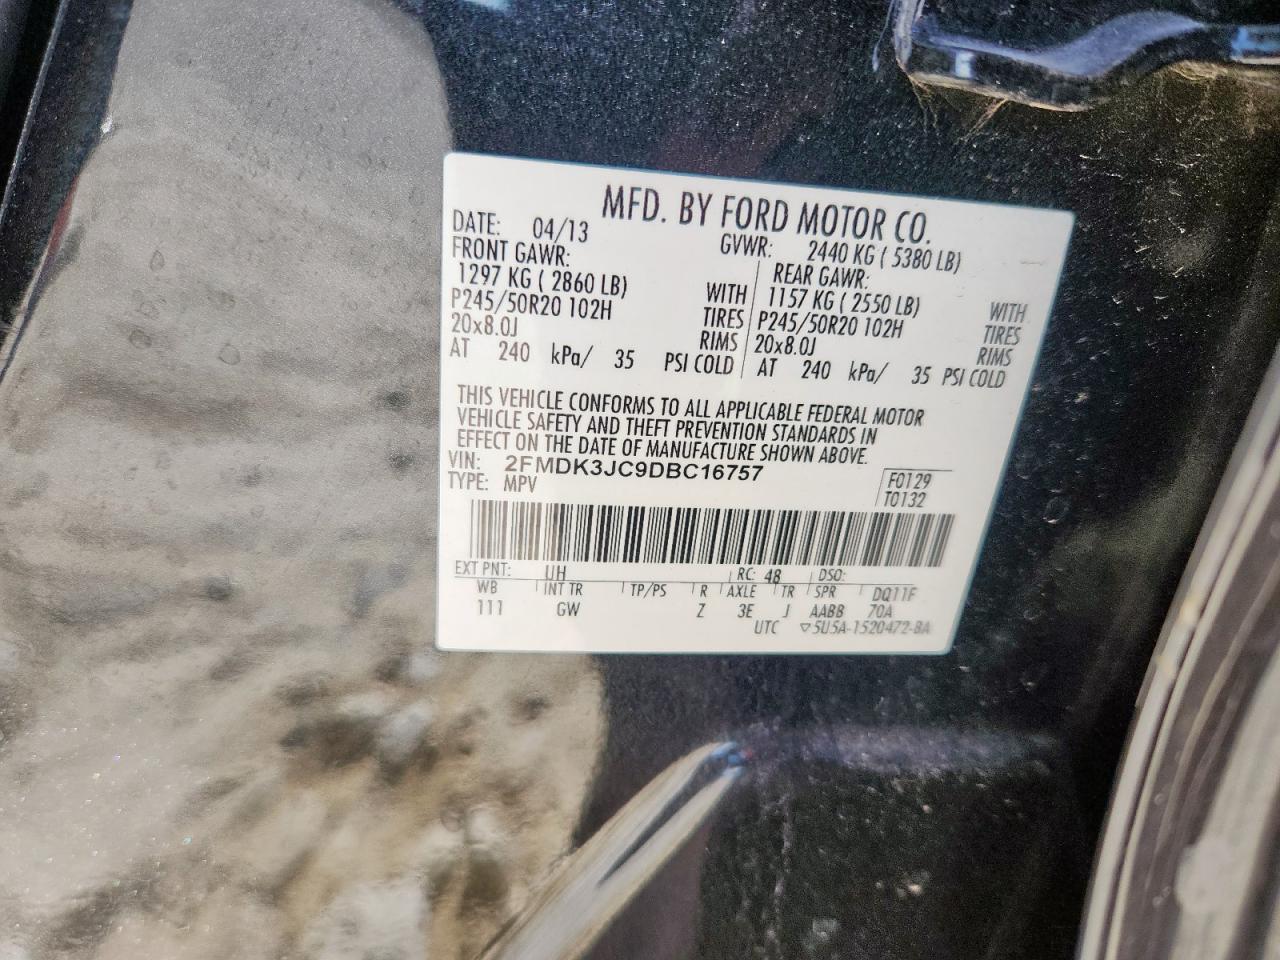 MFD. BY FORD MOTOR CO.
DATE: 04/13 GVWR: 2440 KG ( 5380 LB)
FRONT GAWR: REAR GAWR:
1297 KG ( 2860 LB) WITH 1157 KG ( 2550 LB) WITH
P245/50R20 102H TIRES P245/50R20 102H TIRES
20x8.0J RIMS 20x8.0J RIMS
AT 240 kPa/ 35 PSI COLD AT 240 kPa/ 35 PSI COLD
THIS VEHICLE CONFORMS TO ALL APPLICABLE FEDERAL MOTOR
VEHICLE SAFETY AND THEFT PREVENTION STANDARDS IN
EFFECT ON THE DATE OF MANUFACTURE SHOWN ABOVE.
VIN: 2FMDK3JC9DBC16757
TYPE: MPV
F0129
T0132
EXT PNT: UH RC: 48 DSO:
WB INT TR TP/PS R AXLE TR SPR DQ11F
111 GW Z 3E J AABB 70A
UTC ▽5U5A-1520472-BA